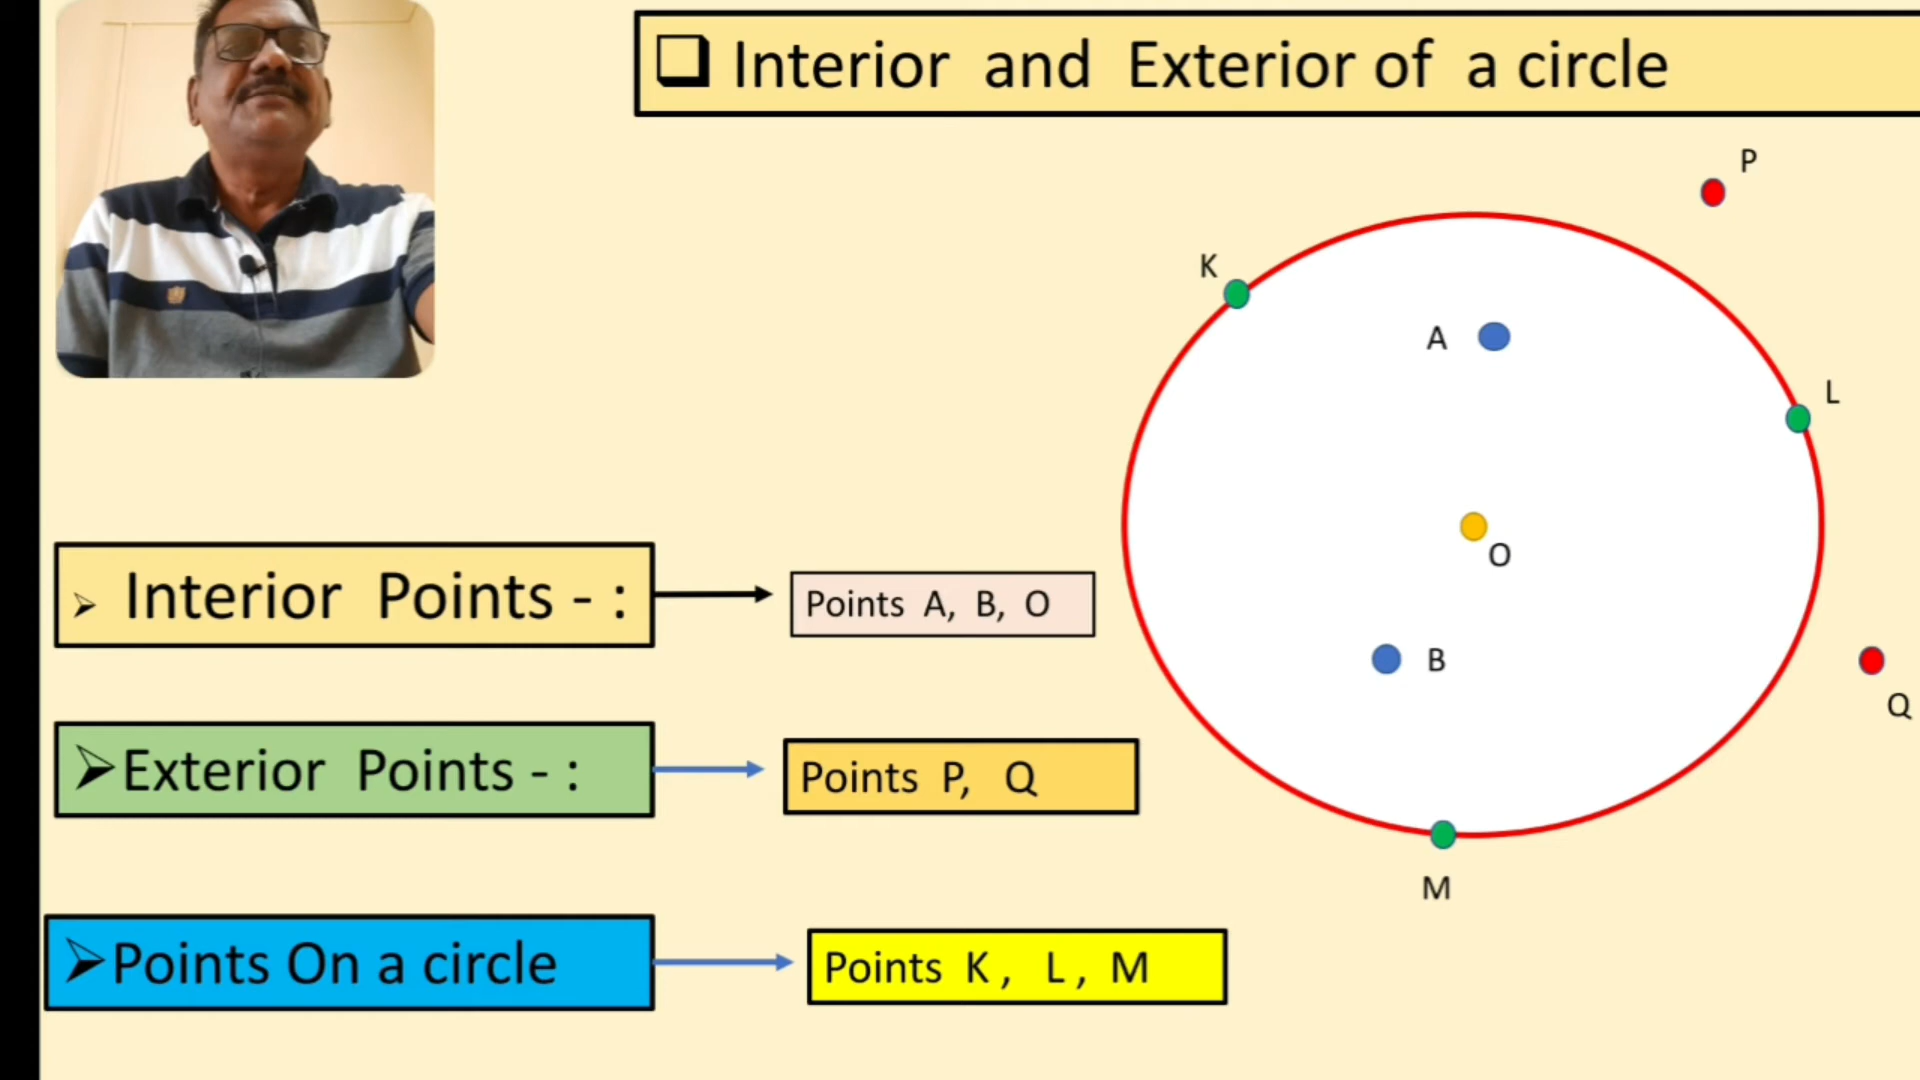 Interior and Exterior of a circle
P
K
A
L
O
Interior Points - :
Points A, B, O
B
Q
Exterior Points - :
Points P, Q
M
Points On a circle
Points K , L , M